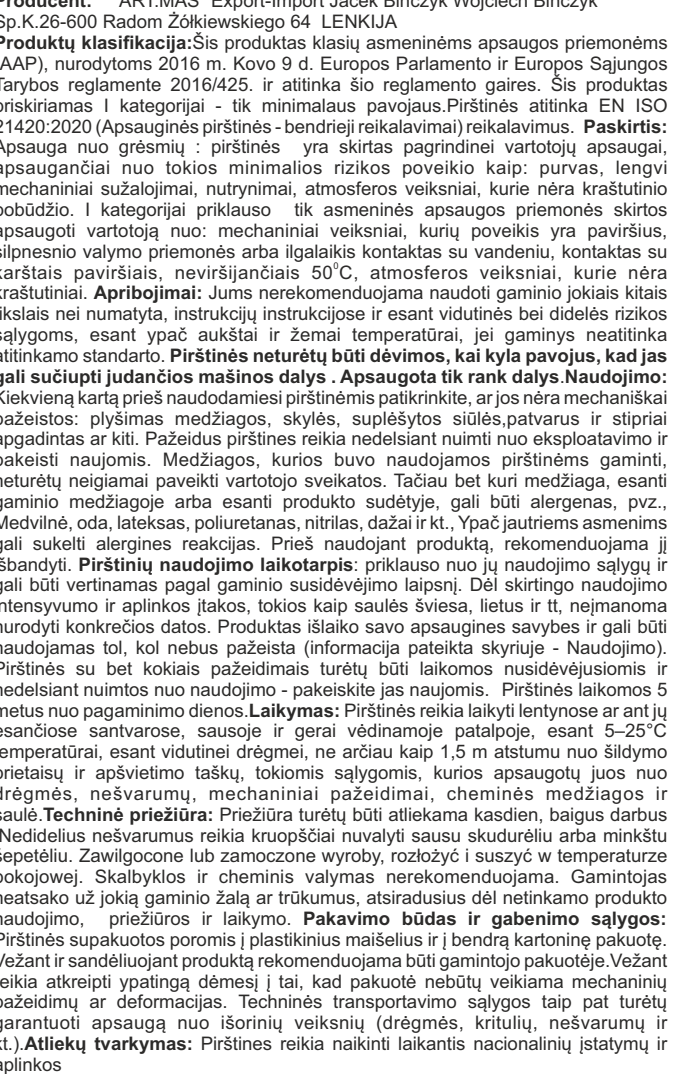 Producent: ART.MAS Export-Import Jacek Bińczyk Wojciech Bińczyk
Sp.K.26-600 Radom Żółkiewskiego 64 LENKIJA
Produktų klasifikacija:Šis produktas klasių asmeninėms apsaugos priemonėms
(AAP), nurodytoms 2016 m. Kovo 9 d. Europos Parlamento ir Europos Sąjungos
Tarybos reglamente 2016/425. ir atitinka šio reglamento gaires. Šis produktas
priskiriamas I kategorijai - tik minimalaus pavojaus.Pirštinės atitinka EN ISO
21420:2020 (Apsauginės pirštinės - bendrieji reikalavimai) reikalavimus. Paskirtis:
Apsauga nuo grėsmių : pirštinės yra skirtas pagrindinei vartotojų apsaugai,
apsaugančiai nuo tokios minimalios rizikos poveikio kaip: purvas, lengvi
mechaniniai sužalojimai, nutrynimai, atmosferos veiksniai, kurie nėra kraštutinio
pobūdžio. I kategorijai priklauso tik asmeninės apsaugos priemonės skirtos
apsaugoti vartotoją nuo: mechaniniai veiksniai, kurių poveikis yra paviršius,
silpnesnio valymo priemonės arba ilgalaikis kontaktas su vandeniu, kontaktas su
karštais paviršiais, neviršijančiais 50⁰C, atmosferos veiksniai, kurie nėra
kraštutiniai. Apribojimai: Jums nerekomenduojama naudoti gaminio jokiais kitais
tikslais nei numatyta, instrukcijų instrukcijose ir esant vidutinės bei didelės rizikos
sąlygoms, esant ypač aukštai ir žemai temperatūrai, jei gaminys neatitinka
atitinkamo standarto. Pirštinės neturėtų būti dėvimos, kai kyla pavojus, kad jas
gali sučiupti judančios mašinos dalys . Apsaugota tik rank dalys.Naudojimo:
Kiekvieną kartą prieš naudodamiesi pirštinėmis patikrinkite, ar jos nėra mechaniškai
pažeistos: plyšimas medžiagos, skylės, suplėšytos siūlės,patvarus ir stipriai
apgadintas ar kiti. Pažeidus pirštines reikia nedelsiant nuimti nuo eksploatavimo ir
pakeisti naujomis. Medžiagos, kurios buvo naudojamos pirštinėms gaminti,
neturėtų neigiamai paveikti vartotojo sveikatos. Tačiau bet kuri medžiaga, esanti
gaminio medžiagoje arba esanti produkto sudėtyje, gali būti alergenas, pvz.,
Medvilnė, oda, lateksas, poliuretanas, nitrilas, dažai ir kt., Ypač jautriems asmenims
gali sukelti alergines reakcijas. Prieš naudojant produktą, rekomenduojama jį
išbandyti. Pirštinių naudojimo laikotarpis: priklauso nuo jų naudojimo sąlygų ir
gali būti vertinamas pagal gaminio susidėvėjimo laipsnį. Dėl skirtingo naudojimo
intensyvumo ir aplinkos įtakos, tokios kaip saulės šviesa, lietus ir tt, neįmanoma
nurodyti konkrečios datos. Produktas išlaiko savo apsaugines savybes ir gali būti
naudojamas tol, kol nebus pažeista (informacija pateikta skyriuje - Naudojimo).
Pirštinės su bet kokiais pažeidimais turėtų būti laikomos nusidėvėjusiomis ir
nedelsiant nuimtos nuo naudojimo - pakeiskite jas naujomis. Pirštinės laikomos 5
metus nuo pagaminimo dienos.Laikymas: Pirštinės reikia laikyti lentynose ar ant jų
esančiose santvarose, sausoje ir gerai vėdinamoje patalpoje, esant 5–25°C
temperatūrai, esant vidutinei drėgmei, ne arčiau kaip 1,5 m atstumu nuo šildymo
prietaisų ir apšvietimo taškų, tokiomis sąlygomis, kurios apsaugotų juos nuo
drėgmės, nešvarumų, mechaniniai pažeidimai, cheminės medžiagos ir
saulė.Techninė priežiūra: Priežiūra turėtų būti atliekama kasdien, baigus darbus
.Nedidelius nešvarumus reikia kruopščiai nuvalyti sausu skudurėliu arba minkštu
šepetėliu. Zawilgocone lub zamoczone wyroby, rozłożyć i suszyć w temperaturze
pokojowej. Skalbyklos ir cheminis valymas nerekomenduojama. Gamintojas
neatsako už jokią gaminio žalą ar trūkumus, atsiradusius dėl netinkamo produkto
naudojimo, priežiūros ir laikymo. Pakavimo būdas ir gabenimo sąlygos:
Pirštinės supakuotos poromis į plastikinius maišelius ir į bendrą kartoninę pakuotę.
Vežant ir sandėliuojant produktą rekomenduojama būti gamintojo pakuotėje.Vežant
reikia atkreipti ypatingą dėmesį į tai, kad pakuotė nebūtų veikiama mechaninių
pažeidimų ar deformacijas. Techninės transportavimo sąlygos taip pat turėtų
garantuoti apsaugą nuo išorinių veiksnių (drėgmės, kritulių, nešvarumų ir
kt.).Atliekų tvarkymas: Pirštines reikia naikinti laikantis nacionalinių įstatymų ir
aplinkos